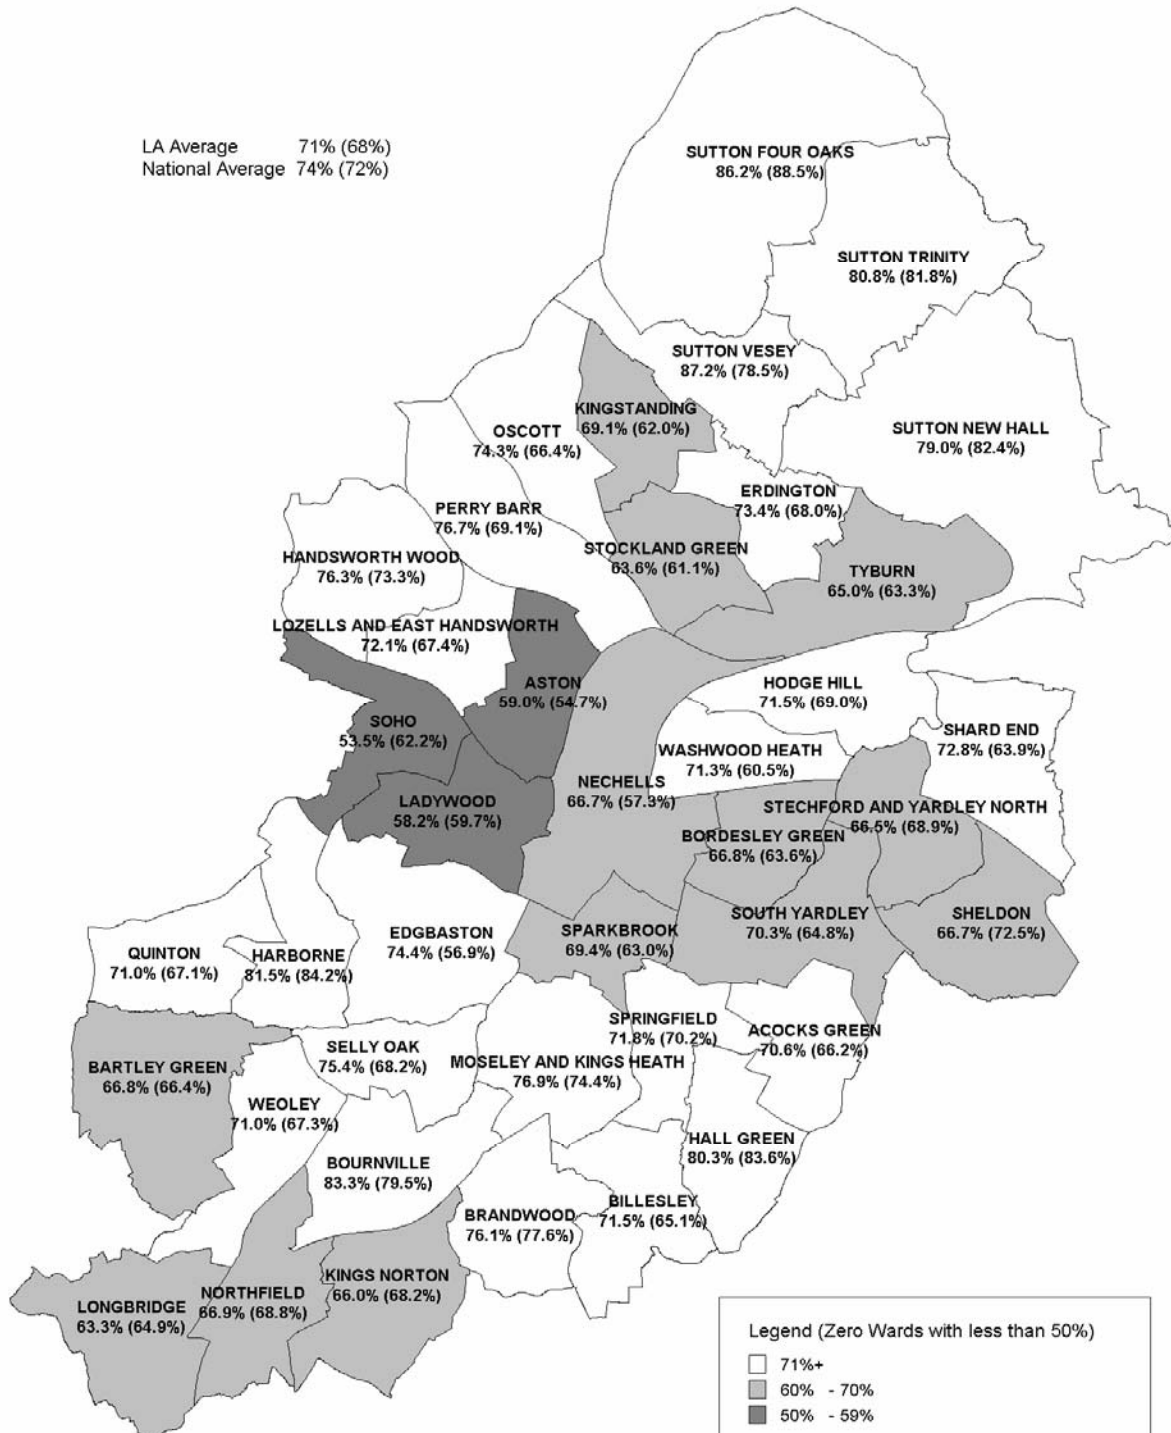 LA Average 71% (68%)
National Average 74% (72%)
SUTTON FOUR OAKS
86.2% (88.5%)
SUTTON TRINITY
80.8% (81.8%)
SUTTON VESEY
87.2% (78.5%)
KINGSTANDING
69.1% (62.0%)
SUTTON NEW HALL
79.0% (82.4%)
OSCOTT
74.3% (66.4%)
ERDINGTON
73.4% (68.0%)
PERRY BARR
76.7% (69.1%)
STOCKLAND GREEN
63.6% (61.1%)
HANDSWORTH WOOD
76.3% (73.3%)
TYBURN
65.0% (63.3%)
LOZELLS AND EAST HANDSWORTH
72.1% (67.4%)
ASTON
59.0% (54.7%)
HODGE HILL
71.5% (69.0%)
SOHO
53.5% (62.2%)
SHARD END
72.8% (63.9%)
WASHWOOD HEATH
71.3% (60.5%)
NECHELLS
66.7% (57.3%)
LADYWOOD
58.2% (59.7%)
STECHFORD AND YARDLEY NORTH
66.5% (68.9%)
BORDESLEY GREEN
66.8% (63.6%)
SOUTH YARDLEY
70.3% (64.8%)
SHELDON
66.7% (72.5%)
EDGBASTON
74.4% (56.9%)
SPARKBROOK
69.4% (63.0%)
QUINTON
71.0% (67.1%)
HARBORNE
81.5% (84.2%)
SPRINGFIELD
71.8% (70.2%)
ACOCKS GREEN
70.6% (66.2%)
SELLY OAK
75.4% (68.2%)
MOSELEY AND KINGS HEATH
76.9% (74.4%)
BARTLEY GREEN
66.8% (66.4%)
WEOLEY
71.0% (67.3%)
HALL GREEN
80.3% (83.6%)
BOURNVILLE
83.3% (79.5%)
BILLESLEY
71.5% (65.1%)
BRANDWOOD
76.1% (77.6%)
KINGS NORTON
66.0% (68.2%)
NORTHFIELD
66.9% (68.8%)
LONGBRIDGE
63.3% (64.9%)
Legend (Zero Wards with less than 50%)
71%+
60% - 70%
50% - 59%